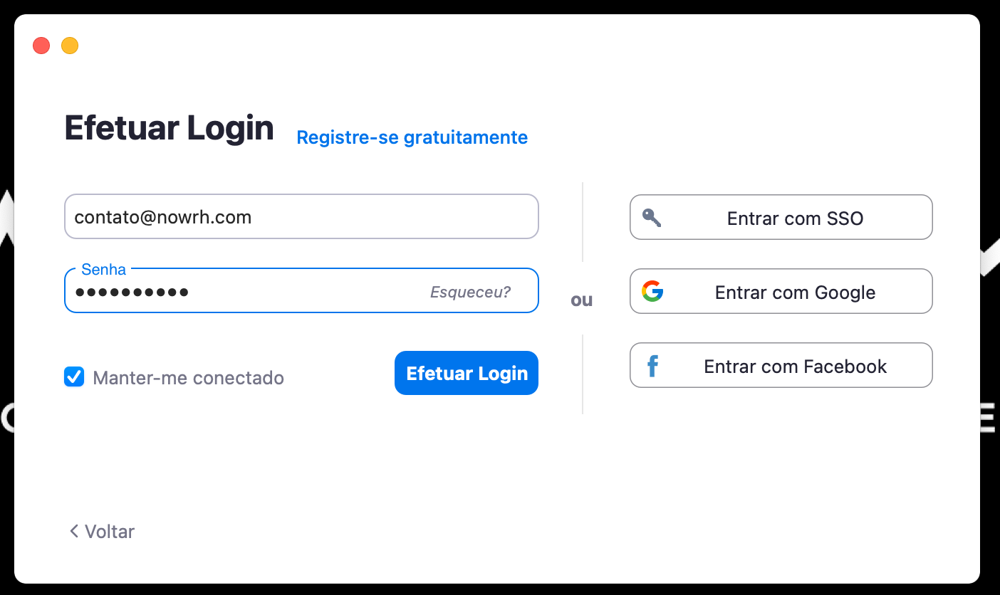 Efetuar Login Registre-se gratuitamente
contato@nowrh.com
Senha
•••••••••• Esqueceu?
Manter-me conectado Efetuar Login
ou
Entrar com SSO
Entrar com Google
Entrar com Facebook
Voltar